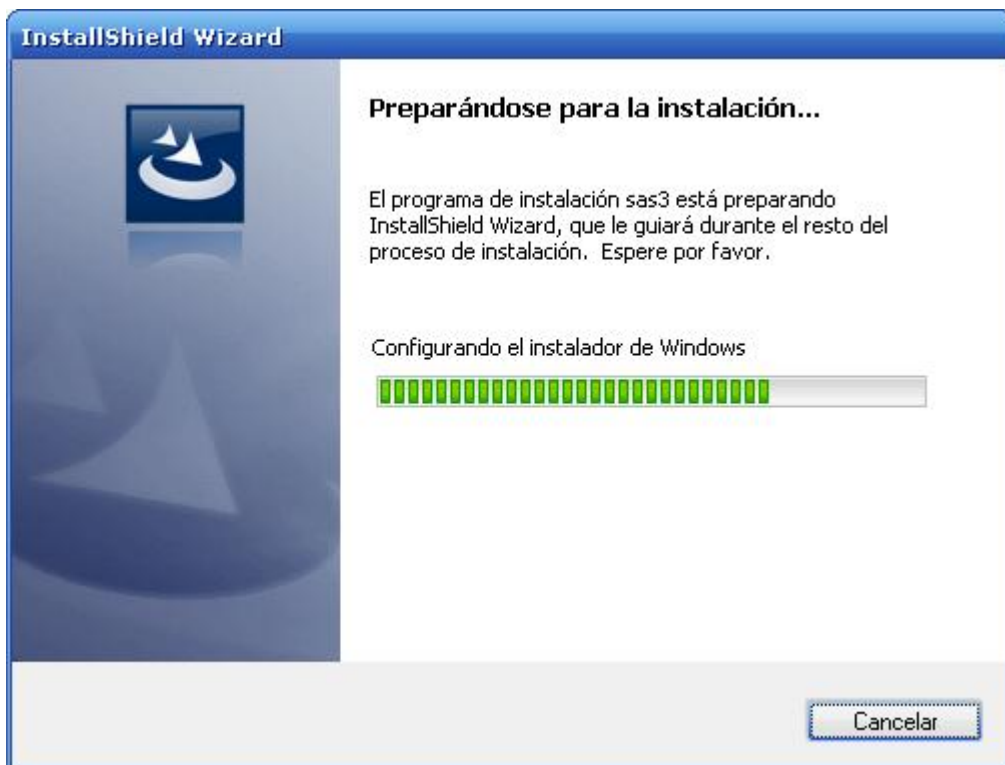 InstallShield Wizard
Preparándose para la instalación...
El programa de instalación sas3 está preparando
InstallShield Wizard, que le guiará durante el resto del
proceso de instalación. Espere por favor.
Configurando el instalador de Windows
Cancelar